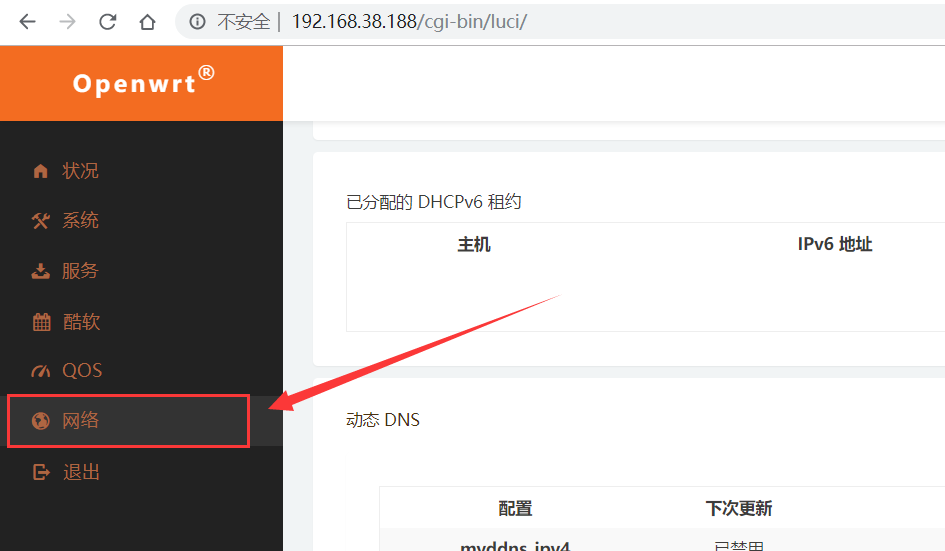 不安全 | 192.168.38.188/cgi-bin/luci/
Openwrt®
状况
系统
服务
酷软
QOS
网络
退出
已分配的 DHCPv6 租约
主机 IPv6 地址
动态 DNS
配置 下次更新
myddns_ipv4 已禁用